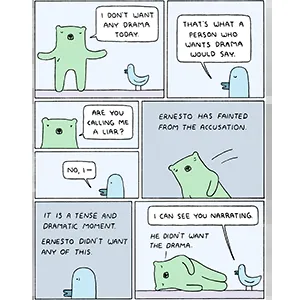 I DON'T WANT
ANY DRAMA
TODAY.
THAT'S WHAT A
PERSON WHO
WANTS DRAMA
WOULD SAY.
ARE YOU
CALLING ME
A LIAR?
NO, I—
ERNESTO HAS FAINTED
FROM THE ACCUSATION.
IT IS A TENSE AND
DRAMATIC MOMENT.
ERNESTO DIDN'T WANT
ANY OF THIS.
I CAN SEE YOU NARRATING.
HE DIDN'T WANT
THE DRAMA.